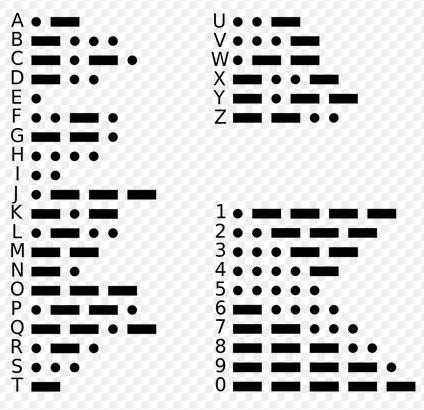 A • —
B — • • •
C — • — •
D — • •
E •
F • • — •
G — — •
H • • • •
I • •
J • — — —
K — • —
L • — • •
M — —
N — •
O — — —
P • — — •
Q — — • —
R • — •
S • • •
T —
U • • —
V • • • —
W • — —
X — • • —
Y — • — —
Z — — • •
1 • — — — —
2 • • — — —
3 • • • — —
4 • • • • —
5 • • • • •
6 — • • • •
7 — — • • •
8 — — — • •
9 — — — — •
0 — — — — —